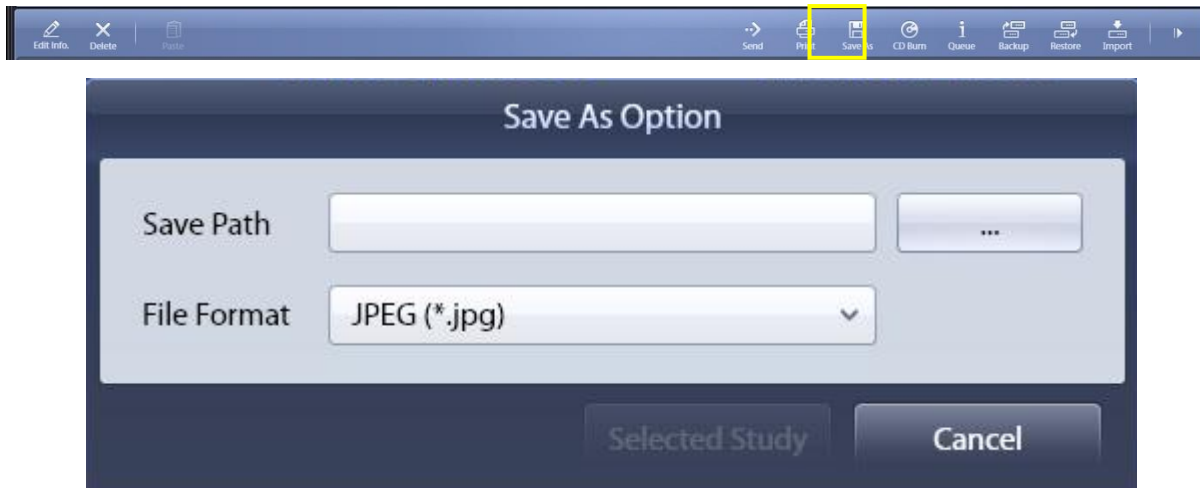 Edit Info. Delete Paste Send Print Save As CD Burn Queue Backup Restore Import
Save As Option
Save Path ...
File Format JPEG (*.jpg)
Selected Study Cancel